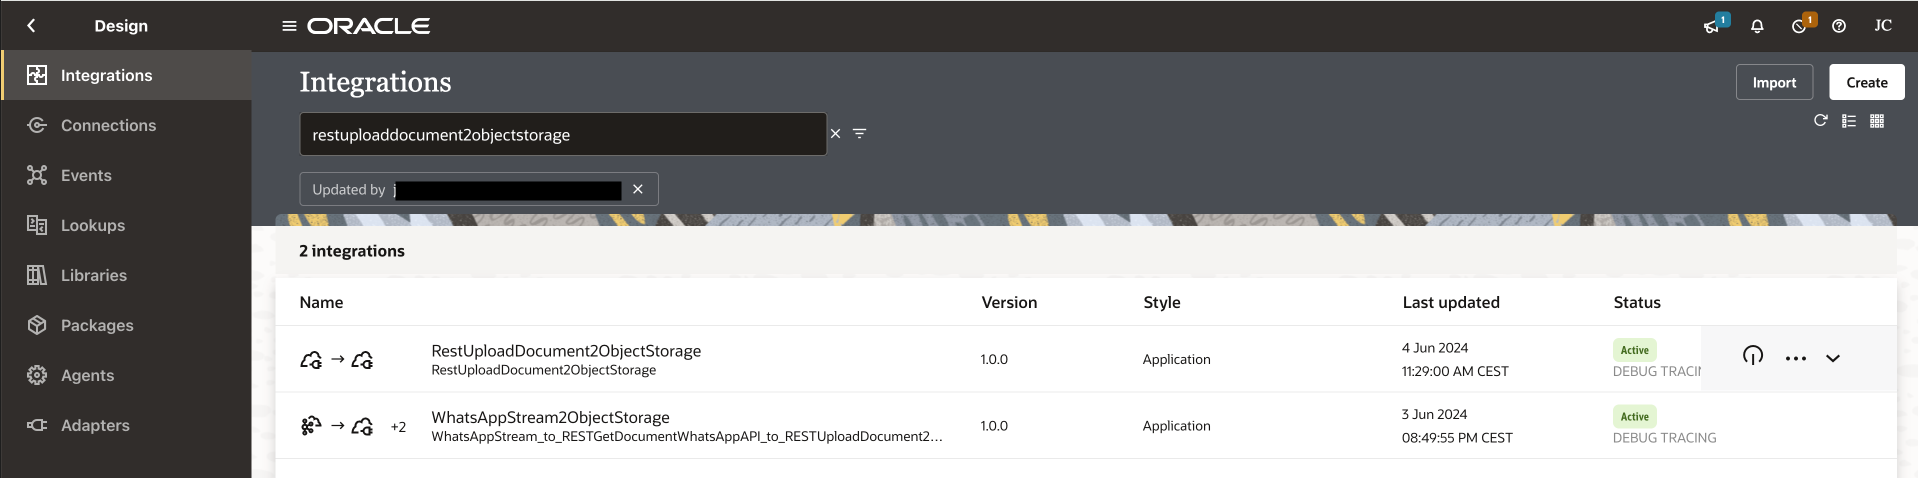 Design
ORACLE
1
1
JC
Integrations
Connections
Events
Lookups
Libraries
Packages
Agents
Adapters
Integrations
Import
Create
restuploaddocument2objectstorage
Updated by j
2 integrations
Name Version Style Last updated Status
RestUploadDocument2ObjectStorage
RestUploadDocument2ObjectStorage
1.0.0
Application
4 Jun 2024
11:29:00 AM CEST
Active
DEBUG TRACIN
+2
WhatsAppStream2ObjectStorage
WhatsAppStream_to_RESTGetDocumentWhatsAppAPI_to_RESTUploadDocument2...
1.0.0
Application
3 Jun 2024
08:49:55 PM CEST
Active
DEBUG TRACING